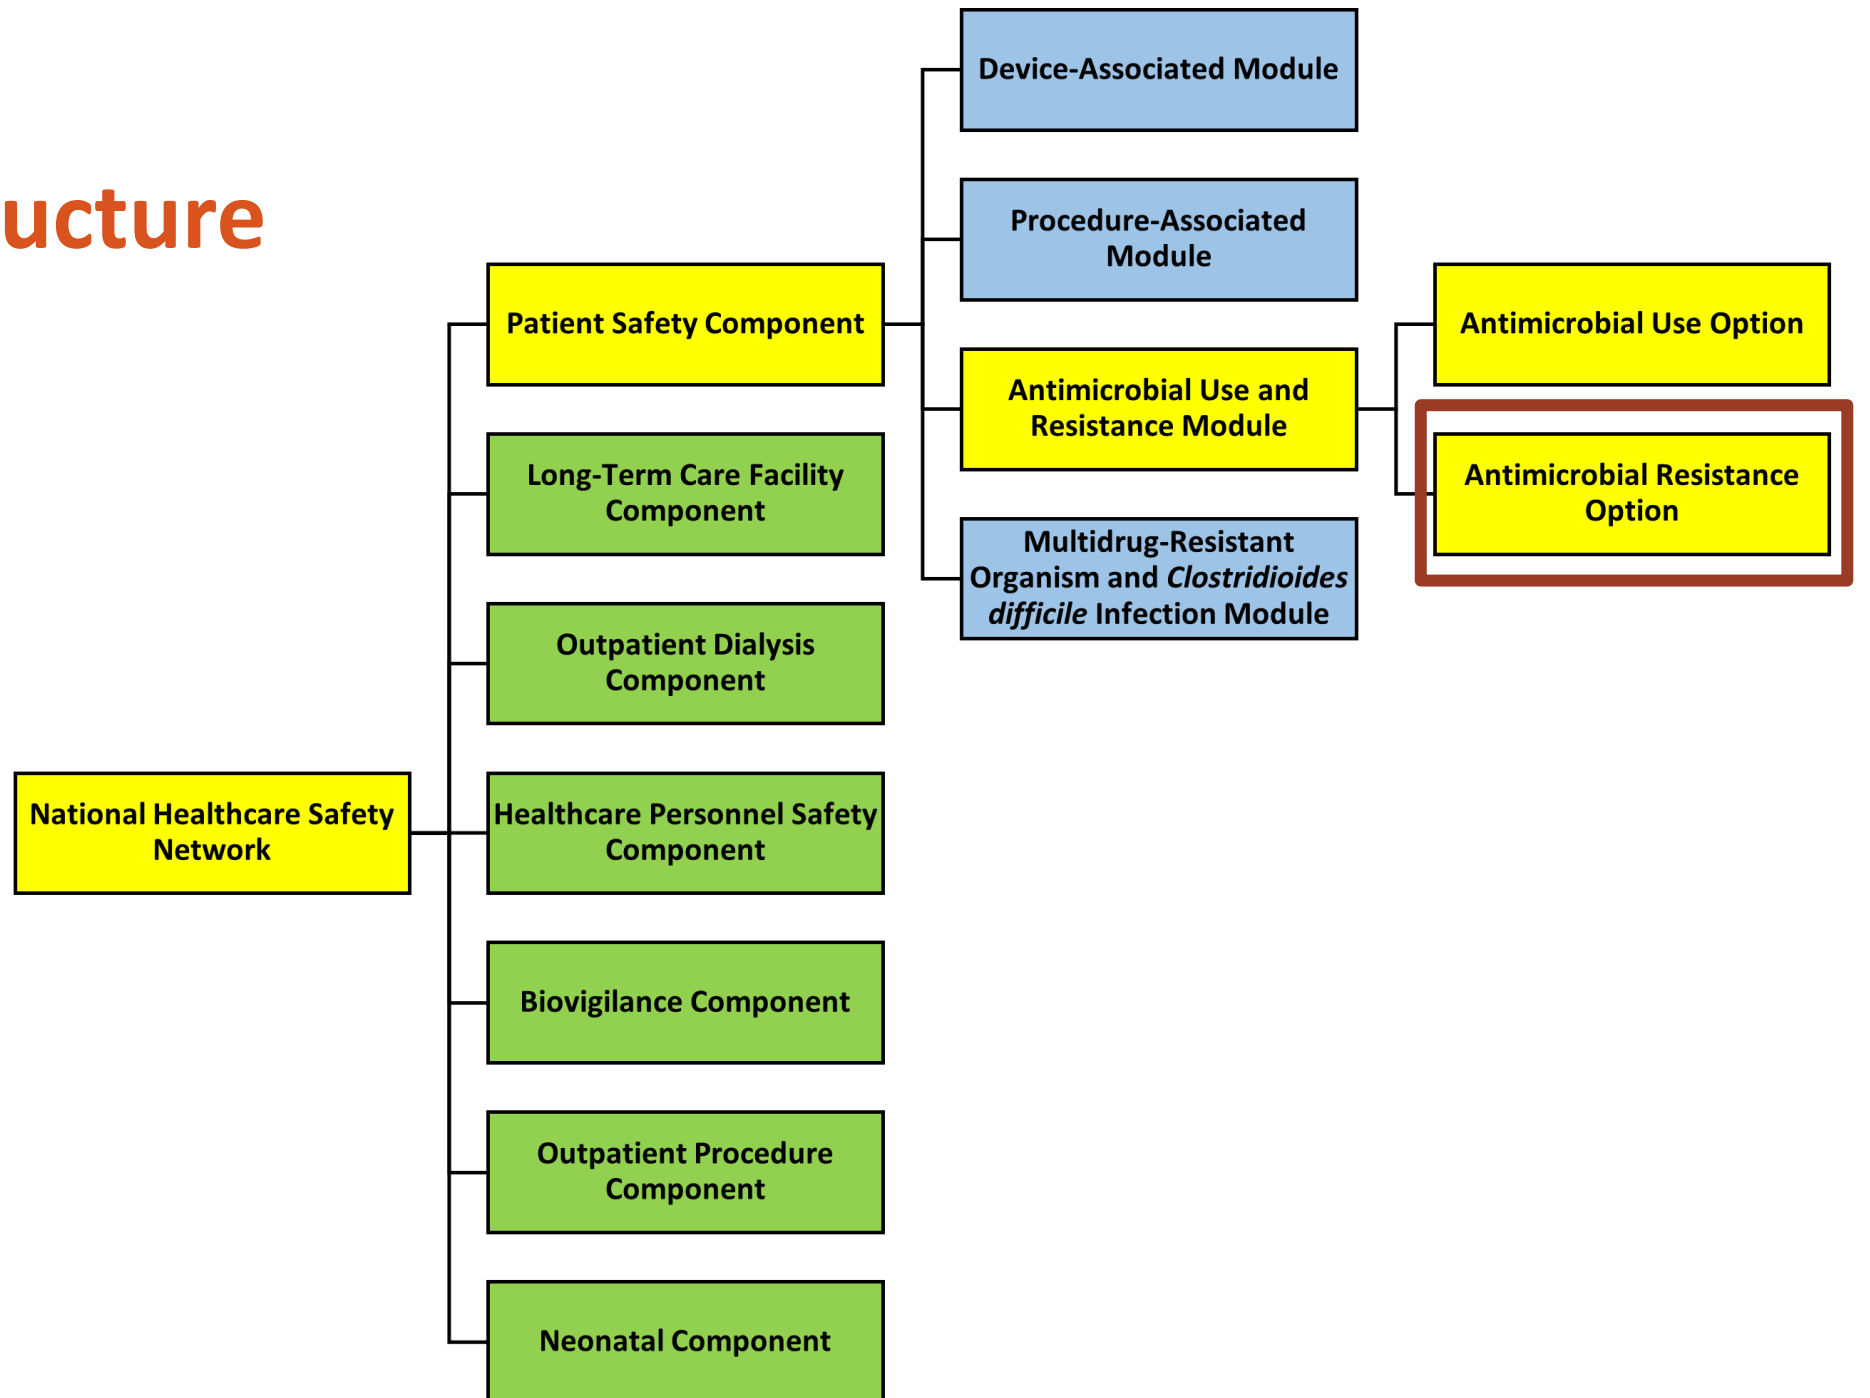 ucture
National Healthcare Safety
Network
Patient Safety Component
Long-Term Care Facility
Component
Outpatient Dialysis
Component
Healthcare Personnel Safety
Component
Biovigilance Component
Outpatient Procedure
Component
Neonatal Component
Device-Associated Module
Procedure-Associated
Module
Antimicrobial Use and
Resistance Module
Multidrug-Resistant
Organism and Clostridioides
difficile Infection Module
Antimicrobial Use Option
Antimicrobial Resistance
Option